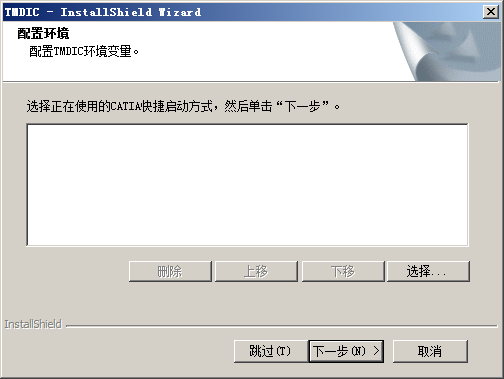 TMDIC - InstallShield Wizard
配置环境
配置TMDIC环境变量。
选择正在使用的CATIA快捷启动方式，然后单击“下一步”。
删除 上移 下移 选择...
InstallShield
跳过(T) 下一步(N) > 取消